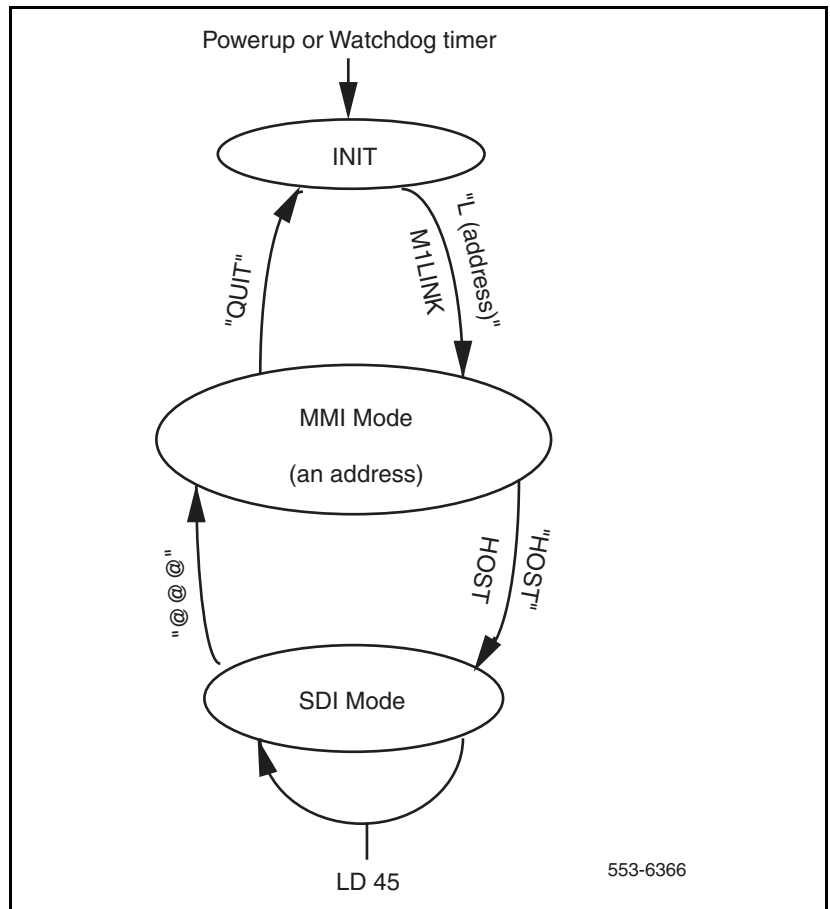 Powerup or Watchdog timer
INIT
"QUIT"
"L (address)"
M1LINK
MMI Mode
(an address)
"@ @ @"
"HOST"
HOST
SDI Mode
LD 45
553-6366